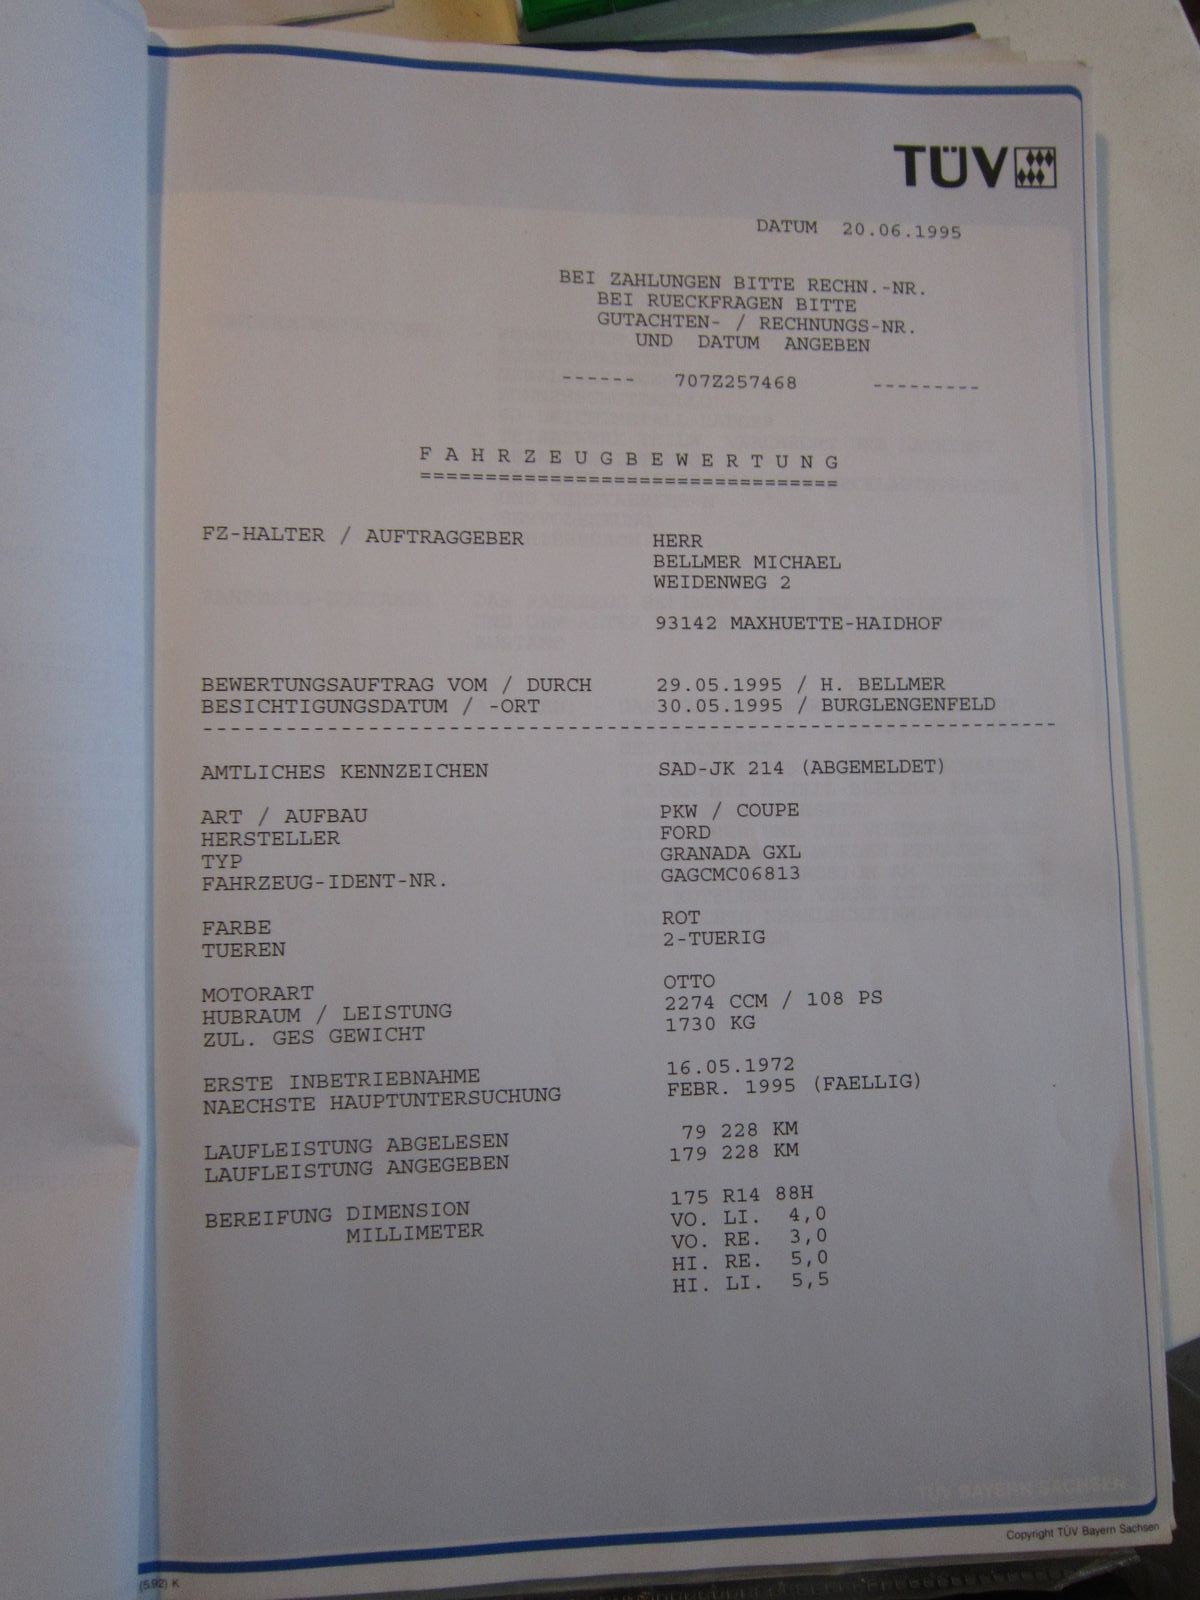 TÜV
DATUM 20.06.1995
BEI ZAHLUNGEN BITTE RECHN.-NR.
BEI RUECKFRAGEN BITTE
GUTACHTEN- / RECHNUNGS-NR.
UND DATUM ANGEBEN
------ 707Z257468 ---------
F A H R Z E U G B E W E R T U N G
=================================
FZ-HALTER / AUFTRAGGEBER HERR
BELLMER MICHAEL
WEIDENWEG 2
93142 MAXHUETTE-HAIDHOF
BEWERTUNGSAUFTRAG VOM / DURCH 29.05.1995 / H. BELLMER
BESICHTIGUNGSDATUM / -ORT 30.05.1995 / BURGLENGENFELD
AMTLICHES KENNZEICHEN SAD-JK 214 (ABGEMELDET)
ART / AUFBAU PKW / COUPE
HERSTELLER FORD
TYP GRANADA GXL
FAHRZEUG-IDENT-NR. GAGCMC06813
FARBE ROT
TUEREN 2-TUERIG
MOTORART OTTO
HUBRAUM / LEISTUNG 2274 CCM / 108 PS
ZUL. GES GEWICHT 1730 KG
ERSTE INBETRIEBNAHME 16.05.1972
NAECHSTE HAUPTUNTERSUCHUNG FEBR. 1995 (FAELLIG)
LAUFLEISTUNG ABGELESEN 79 228 KM
LAUFLEISTUNG ANGEGEBEN 179 228 KM
BEREIFUNG DIMENSION 175 R14 88H
MILLIMETER VO. LI. 4,0
VO. RE. 3,0
HI. RE. 5,0
HI. LI. 5,5
TÜV BAYERN SACHSEN
Copyright TÜV Bayern Sachsen
(5.92) K